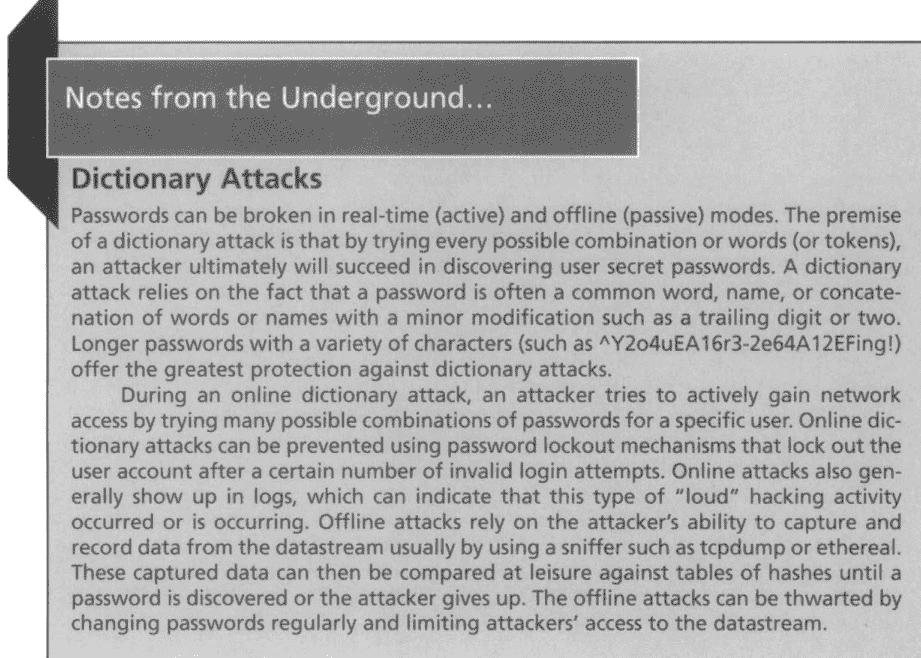 Notes from the Underground...
Dictionary Attacks
Passwords can be broken in real-time (active) and offline (passive) modes. The premise
of a dictionary attack is that by trying every possible combination or words (or tokens),
an attacker ultimately will succeed in discovering user secret passwords. A dictionary
attack relies on the fact that a password is often a common word, name, or concate-
nation of words or names with a minor modification such as a trailing digit or two.
Longer passwords with a variety of characters (such as ^Y2o4uEA16r3-2e64A12EFing!)
offer the greatest protection against dictionary attacks.
During an online dictionary attack, an attacker tries to actively gain network
access by trying many possible combinations of passwords for a specific user. Online dic-
tionary attacks can be prevented using password lockout mechanisms that lock out the
user account after a certain number of invalid login attempts. Online attacks also gen-
erally show up in logs, which can indicate that this type of “loud” hacking activity
occurred or is occurring. Offline attacks rely on the attacker’s ability to capture and
record data from the datastream usually by using a sniffer such as tcpdump or ethereal.
These captured data can then be compared at leisure against tables of hashes until a
password is discovered or the attacker gives up. The offline attacks can be thwarted by
changing passwords regularly and limiting attackers’ access to the datastream.